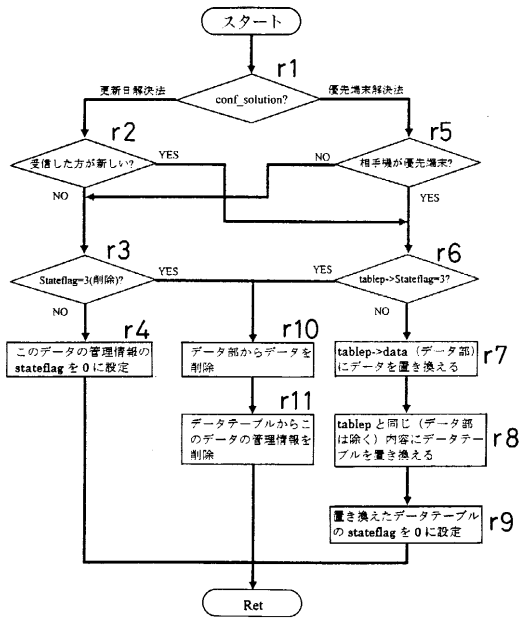 スタート
r1
更新日解決法
conf_solution?
優先端末解決法
r2
受信した方が新しい?
YES
NO
r5
相手機が優先端末?
NO
YES
r3
Stateflag=3(削除)?
YES
NO
r6
tablep->Stateflag=3?
YES
NO
r4
このデータの管理情報の
stateflag を 0 に設定
r10
データ部からデータを
削除
r7
tablep->data (データ部)
にデータを置き換える
r11
データテーブルからこ
のデータの管理情報を
削除
r8
tablep と同じ (データ部
は除く) 内容にデータテー
ブルを置き換える
r9
置き換えたデータテーブル
の stateflag を 0 に設定
Ret